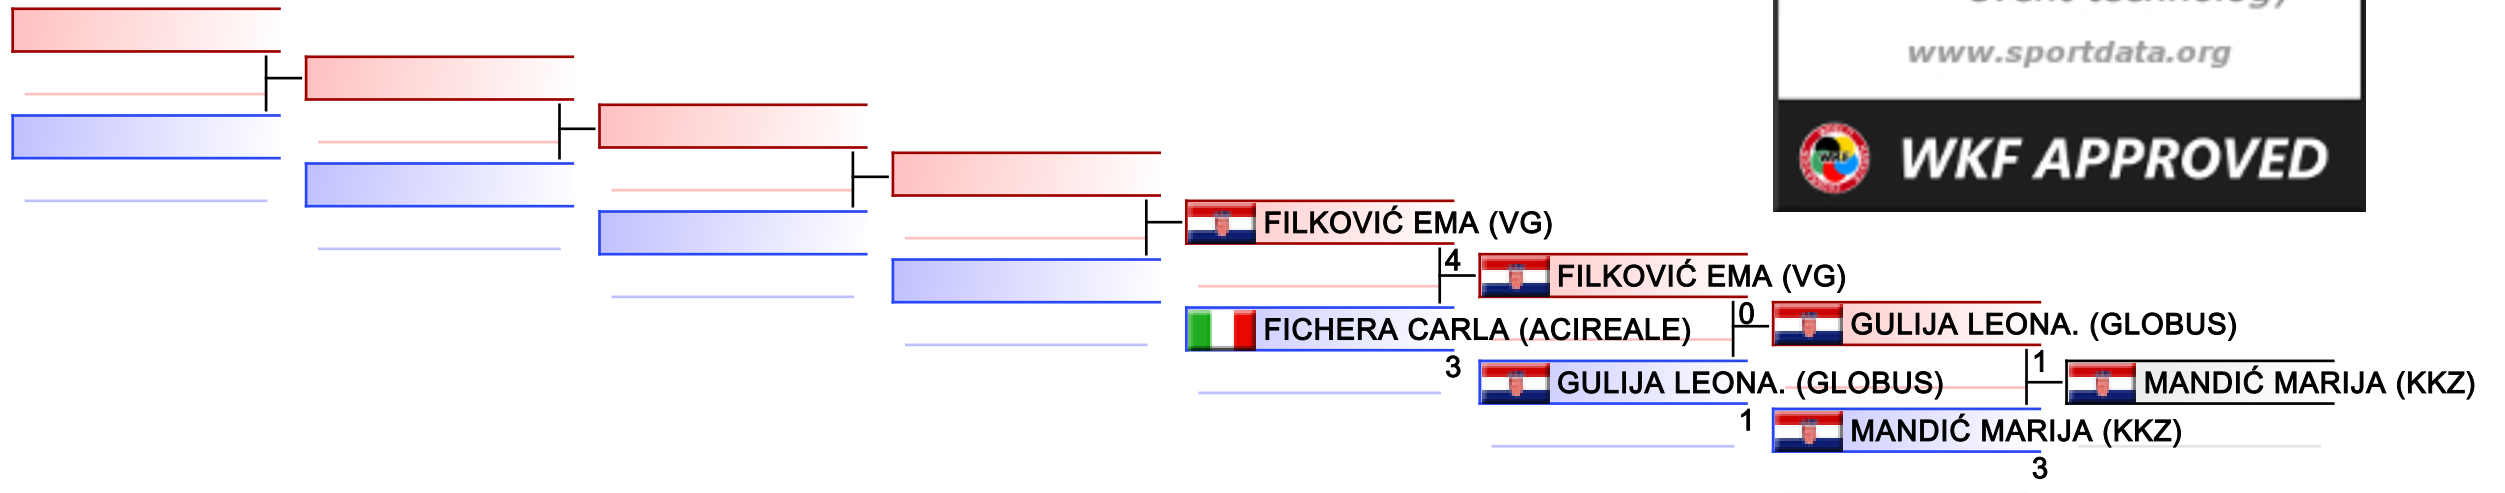 www.sportdata.org
WKF APPROVED
FILKOVIĆ EMA (VG)
4
FILKOVIĆ EMA (VG)
FICHERA CARLA (ACIREALE)
3
0
GULIJA LEONA. (GLOBUS)
GULIJA LEONA. (GLOBUS)
1
1
MANDIĆ MARIJA (KKZ)
MANDIĆ MARIJA (KKZ)
3